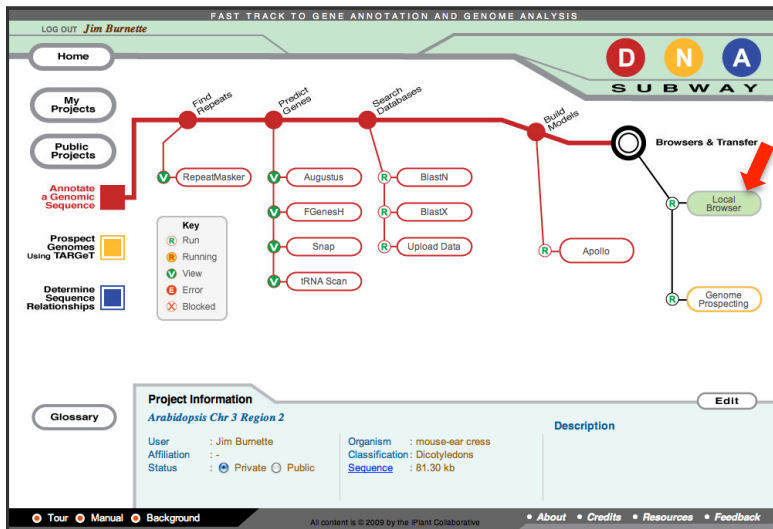 FAST TRACK TO GENE ANNOTATION AND GENOME ANALYSIS
LOG OUT Jim Burnette
Home
D N A
SUBWAY
My
Projects
Public
Projects
Find
Repeats
Predict
Genes
Search
Databases
Build
Models
Browsers & Transfer
Annotate
a Genomic
Sequence
V RepeatMasker
V Augustus
R BlastN
R Local
Browser
V FGenesH
R BlastX
Key
R Run
R Running
V View
E Error
X Blocked
Prospect
Genomes
Using TARGeT
V Snap
R Upload Data
R Apollo
V tRNA Scan
Determine
Sequence
Relationships
R Genome
Prospecting
Glossary
Project Information
Edit
Arabidopsis Chr 3 Region 2
Description
User : Jim Burnette
Affiliation : -
Status : Private Public
Organism : mouse-ear cress
Classification : Dicotyledons
Sequence : 81.30 kb
Tour Manual Background
All content is © 2009 by the iPlant Collaborative
• About • Credits • Resources • Feedback